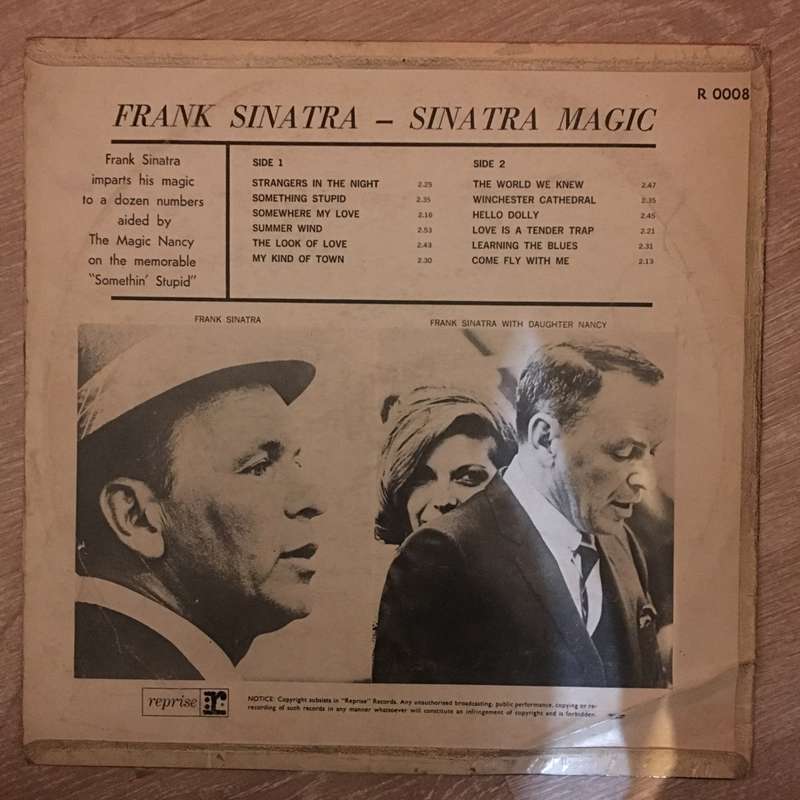 R 0008
FRANK SINATRA – SINATRA MAGIC
Frank Sinatra
imparts his magic
to a dozen numbers
aided by
The Magic Nancy
on the memorable
"Somethin' Stupid"
SIDE 1
STRANGERS IN THE NIGHT 2.25
SOMETHING STUPID 2.35
SOMEWHERE MY LOVE 2.16
SUMMER WIND 2.53
THE LOOK OF LOVE 2.43
MY KIND OF TOWN 2.30
SIDE 2
THE WORLD WE KNEW 2.47
WINCHESTER CATHEDRAL 2.35
HELLO DOLLY 2.45
LOVE IS A TENDER TRAP 2.21
LEARNING THE BLUES 2.31
COME FLY WITH ME 2.13
FRANK SINATRA
FRANK SINATRA WITH DAUGHTER NANCY
reprise
NOTICE: Copyright subsists in "Reprise" Records. Any unauthorised broadcasting, public performance, copying or re-
recording of such records in any manner whatsoever will constitute an infringement of copyright and is forbidden.